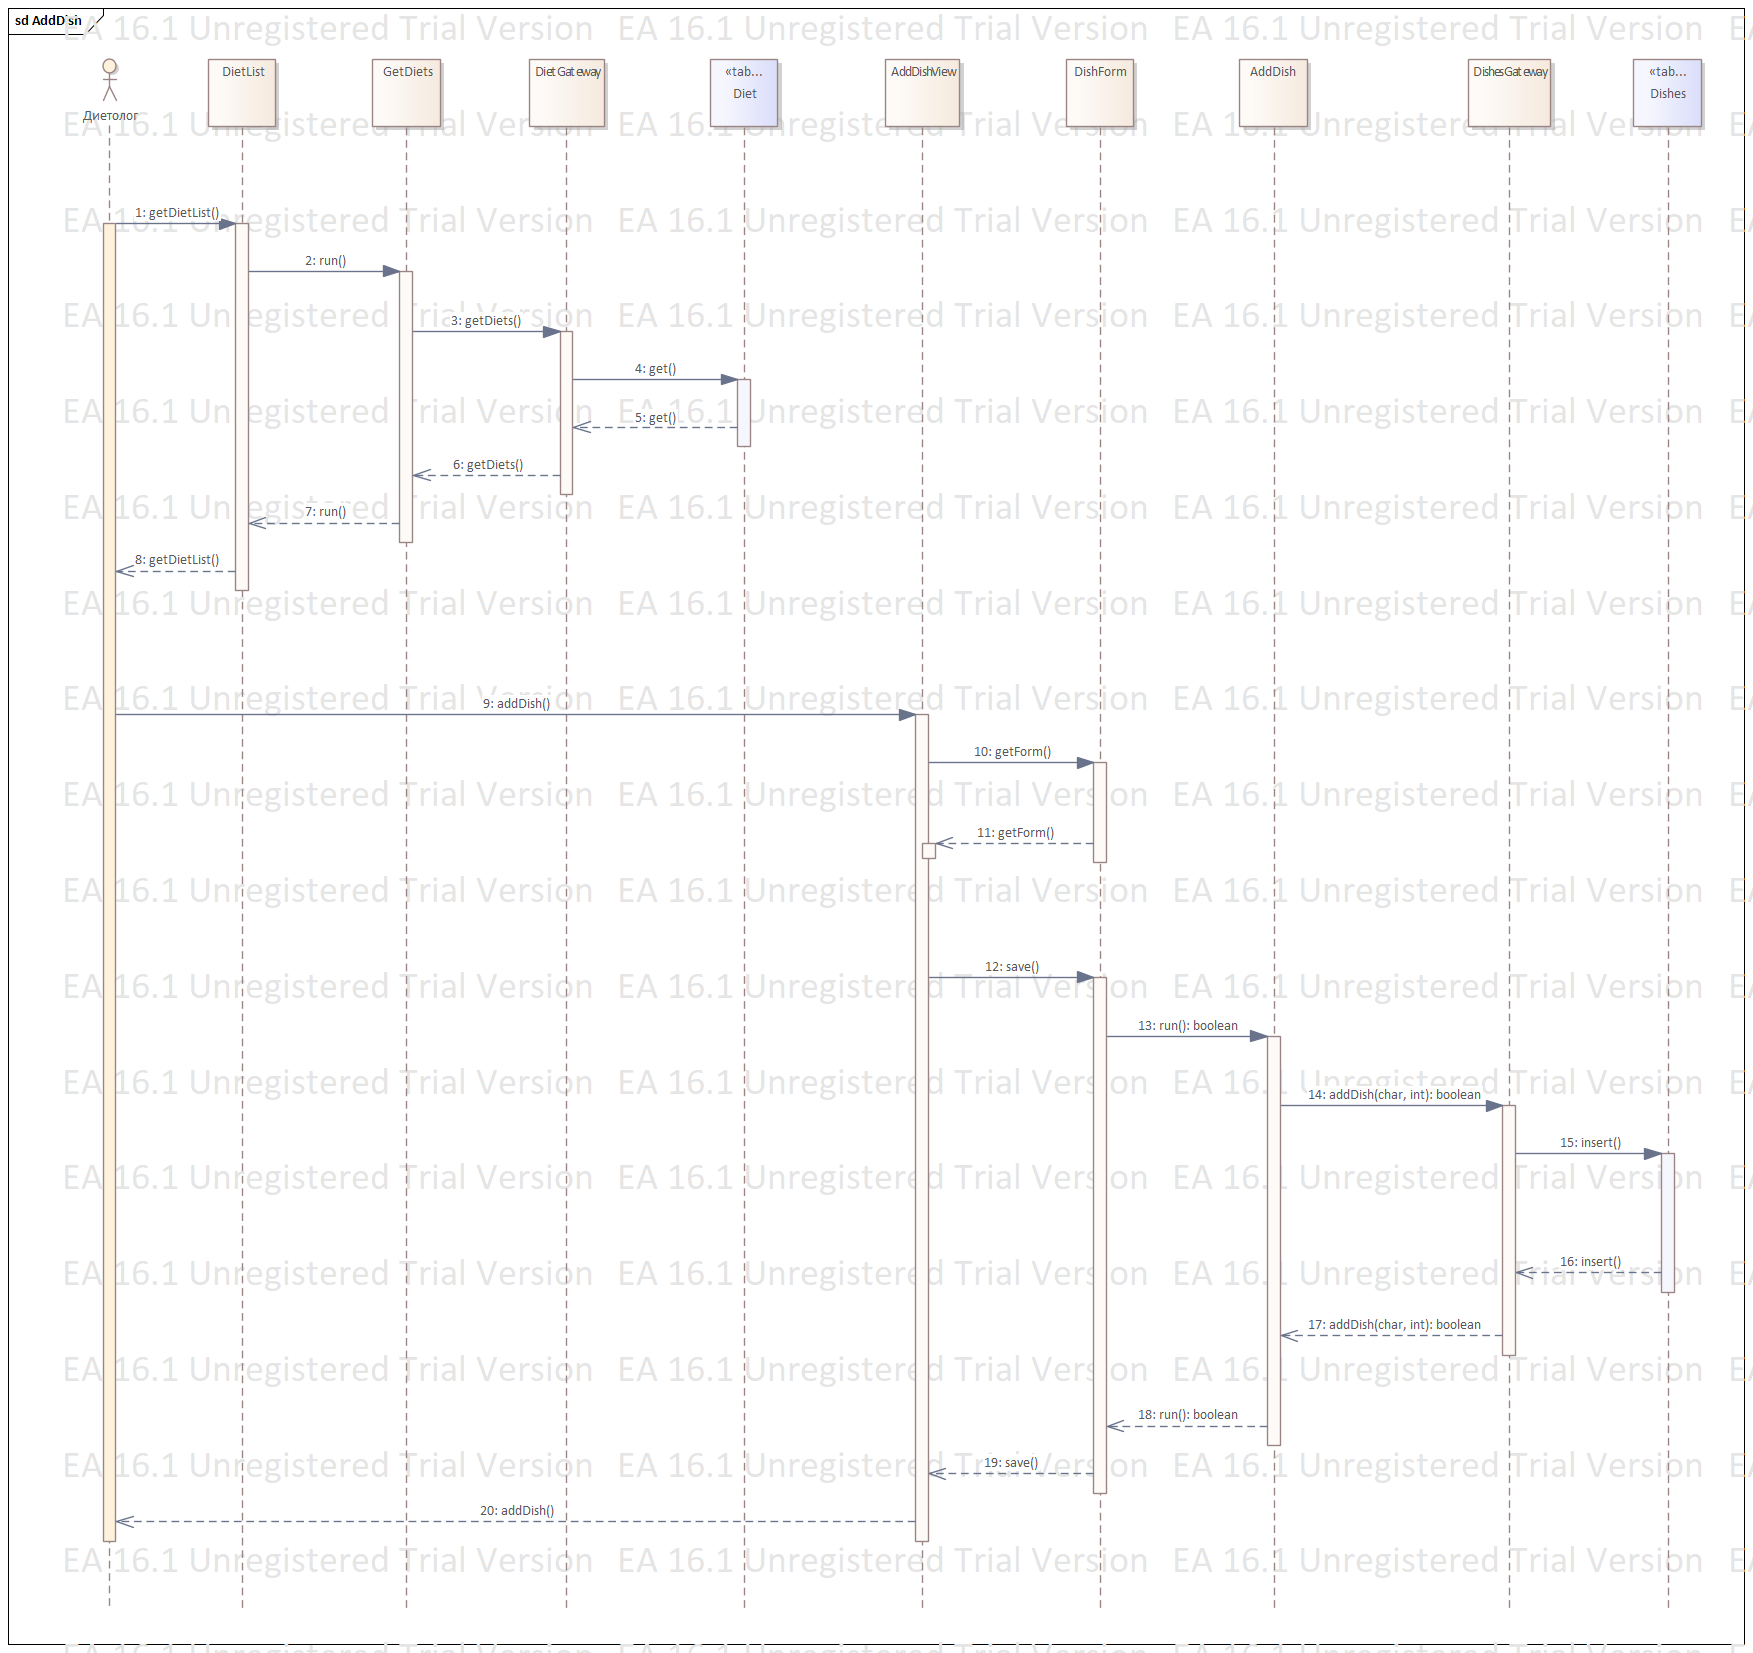 sd AddDish
Диетолог
DietList
GetDiets
DietGateway
«tab...
Diet
AddDishView
DishForm
AddDish
DishesGateway
«tab...
Dishes
1: getDietList()
2: run()
3: getDiets()
4: get()
5: get()
6: getDiets()
7: run()
8: getDietList()
9: addDish()
10: getForm()
11: getForm()
12: save()
13: run(): boolean
14: addDish(char, int): boolean
15: insert()
16: insert()
17: addDish(char, int): boolean
18: run(): boolean
19: save()
20: addDish()
EA 16.1 Unregistered Trial Version